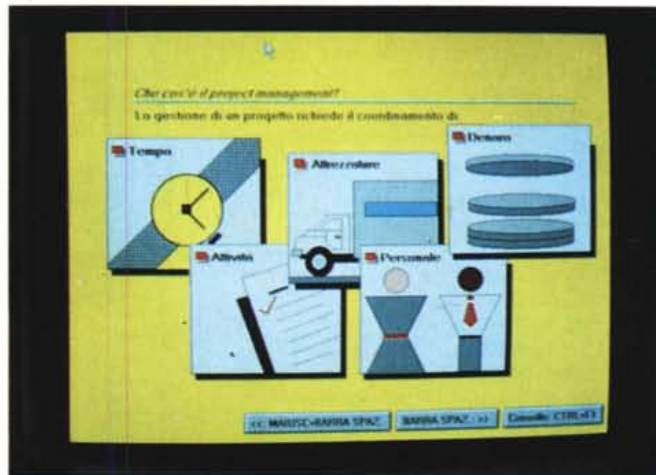 Che cos'è il project management?
La gestione di un progetto richiede il coordinamento di
Tempo
Attrezzature
Denaro
Attività
Personale
<< MAIUSC+BARRA SPAZ.
BARRA SPAZ. >>
Controllo: CTRL+F1